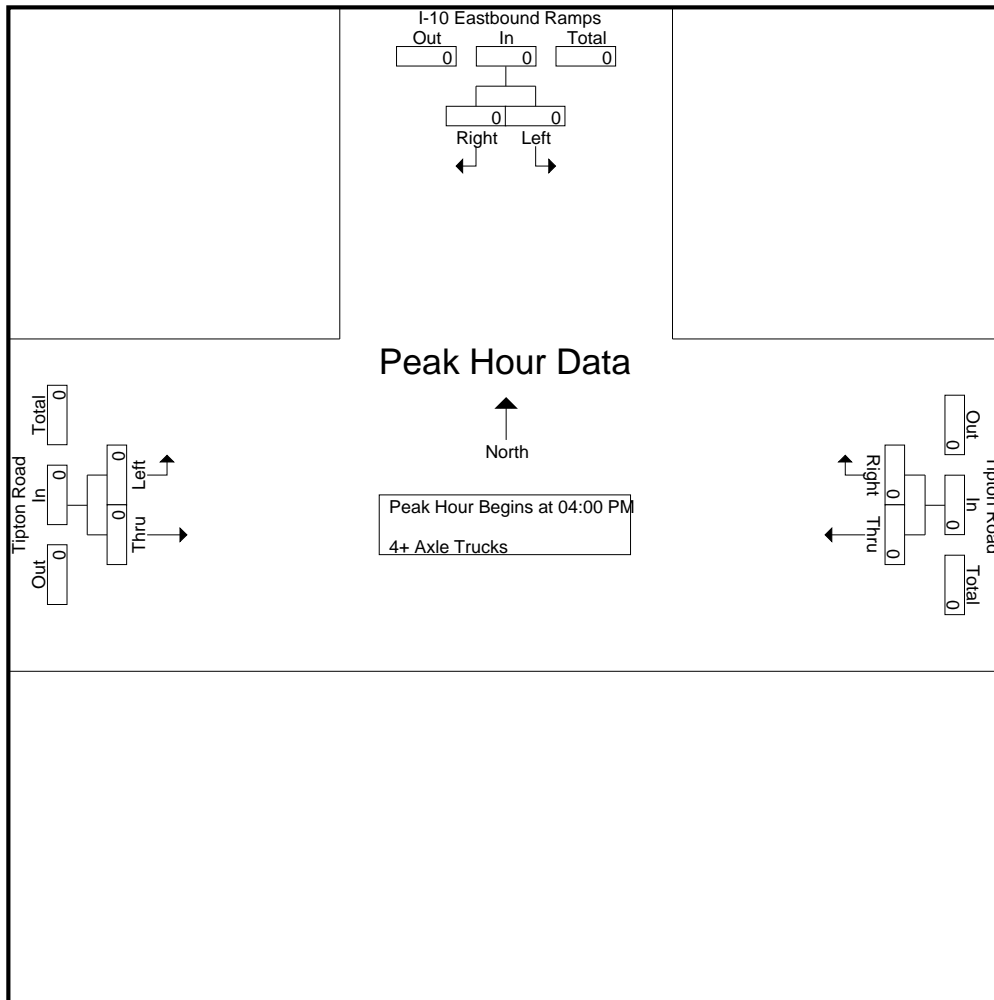 I-10 Eastbound Ramps
Out In Total
0 0 0
0 0
Right Left
Peak Hour Data
North
Peak Hour Begins at 04:00 PM
4+ Axle Trucks
Tipton Road
Out In Total
0 0 0
0 0
Thru Left
Tipton Road
Out In Total
0 0 0
0 0
Right Thru